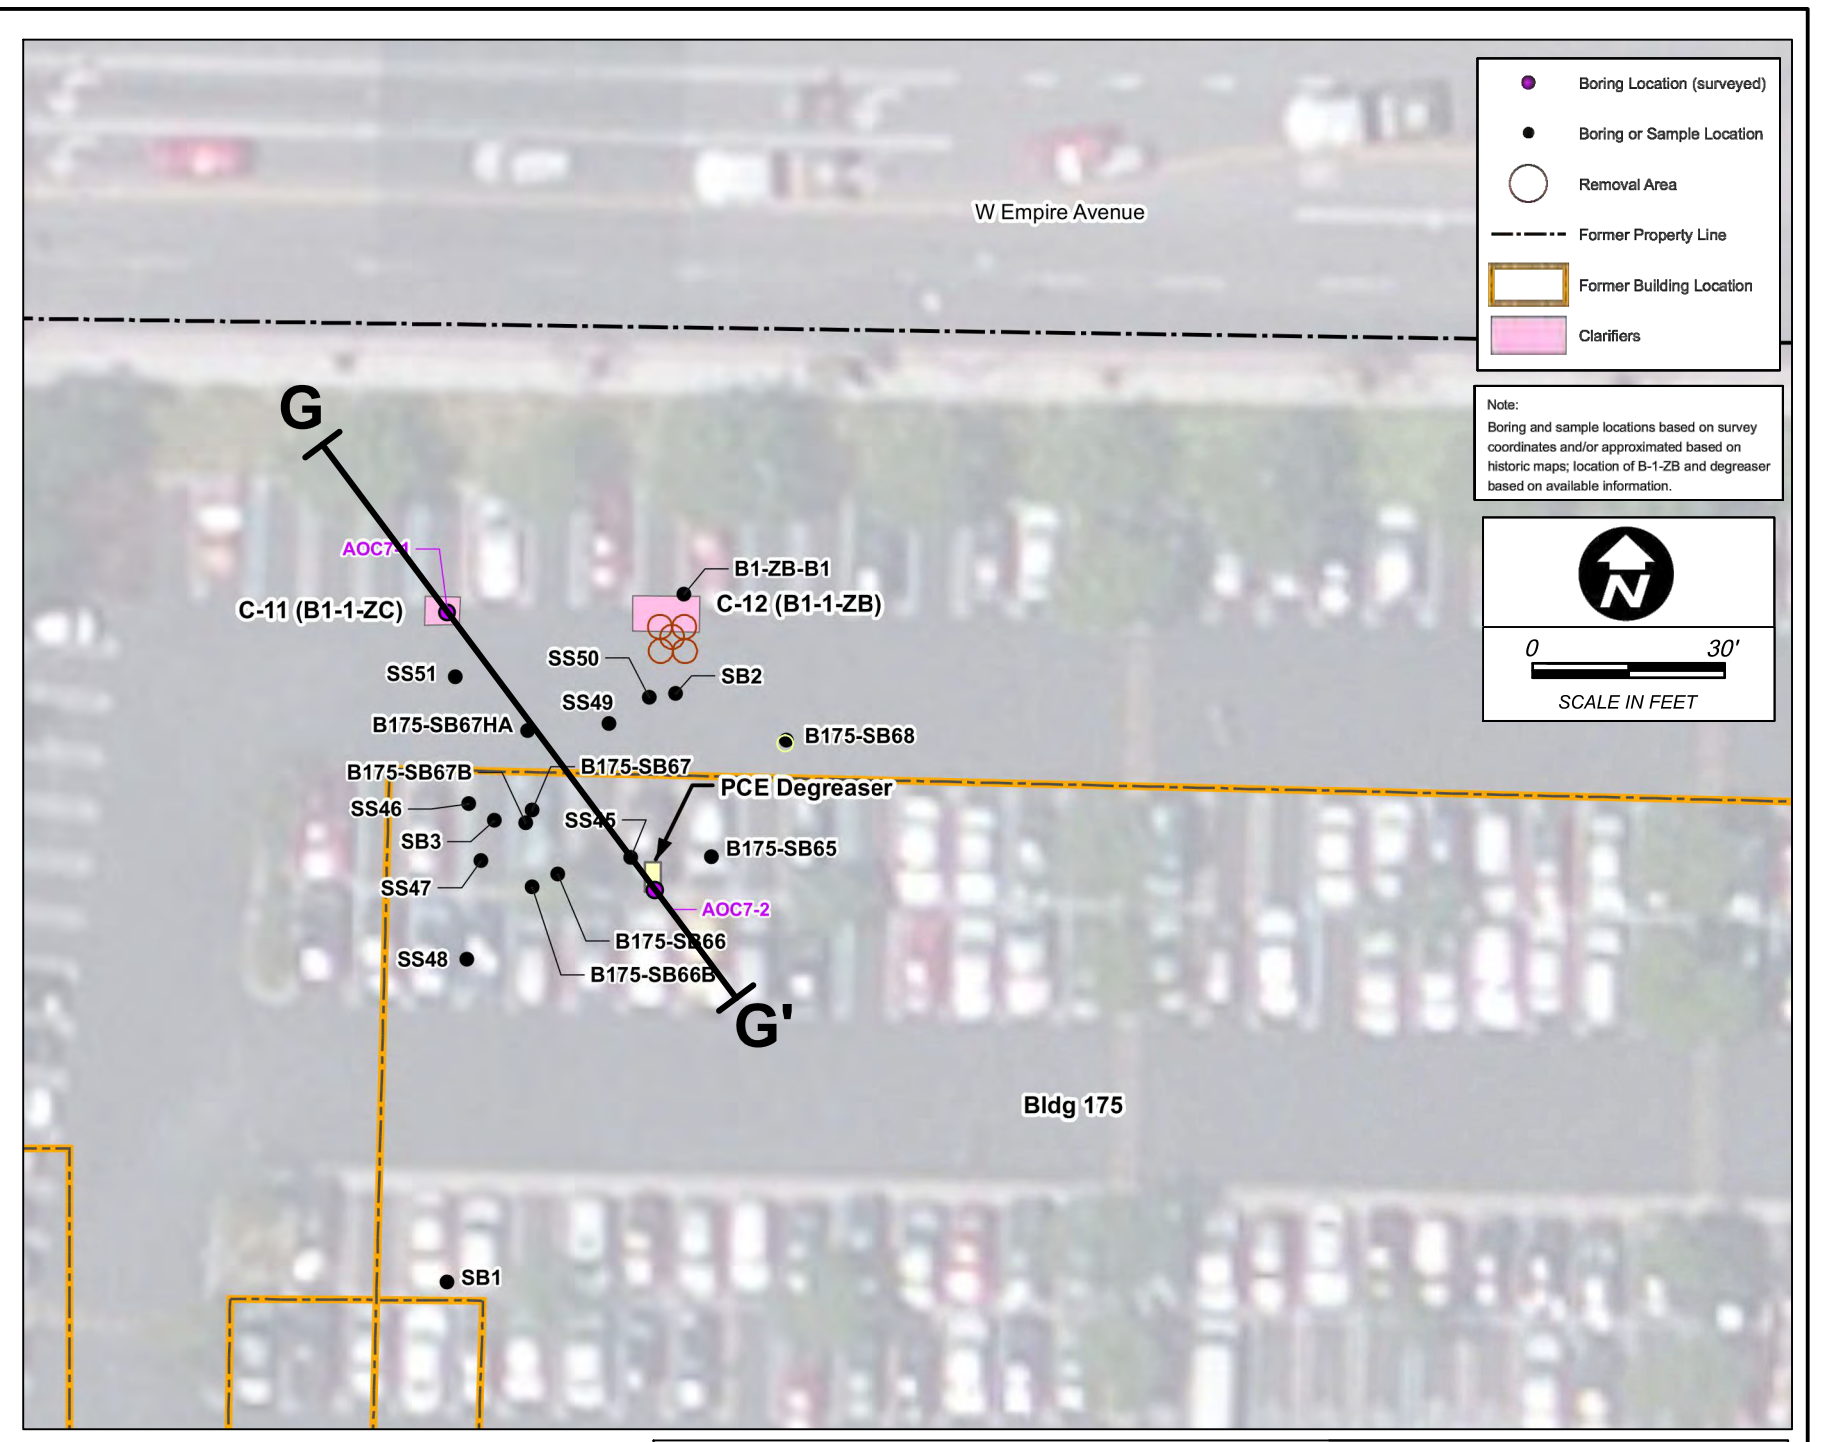 Boring Location (surveyed)
Boring or Sample Location
Removal Area
Former Property Line
Former Building Location
Clarifiers
W Empire Avenue
Note:
Boring and sample locations based on survey
coordinates and/or approximated based on
historic maps; location of B-1-ZB and degreaser
based on available information.
N
0 30'
SCALE IN FEET
G
AOC7-1
B1-ZB-B1
C-11 (B1-1-ZC)
C-12 (B1-1-ZB)
SS50
SS51
SB2
SS49
B175-SB67HA
B175-SB68
B175-SB67B
B175-SB67
PCE Degreaser
SS46
SS45
SB3
B175-SB65
SS47
AOC7-2
B175-SB66
SS48
B175-SB66B
G'
Bldg 175
SB1